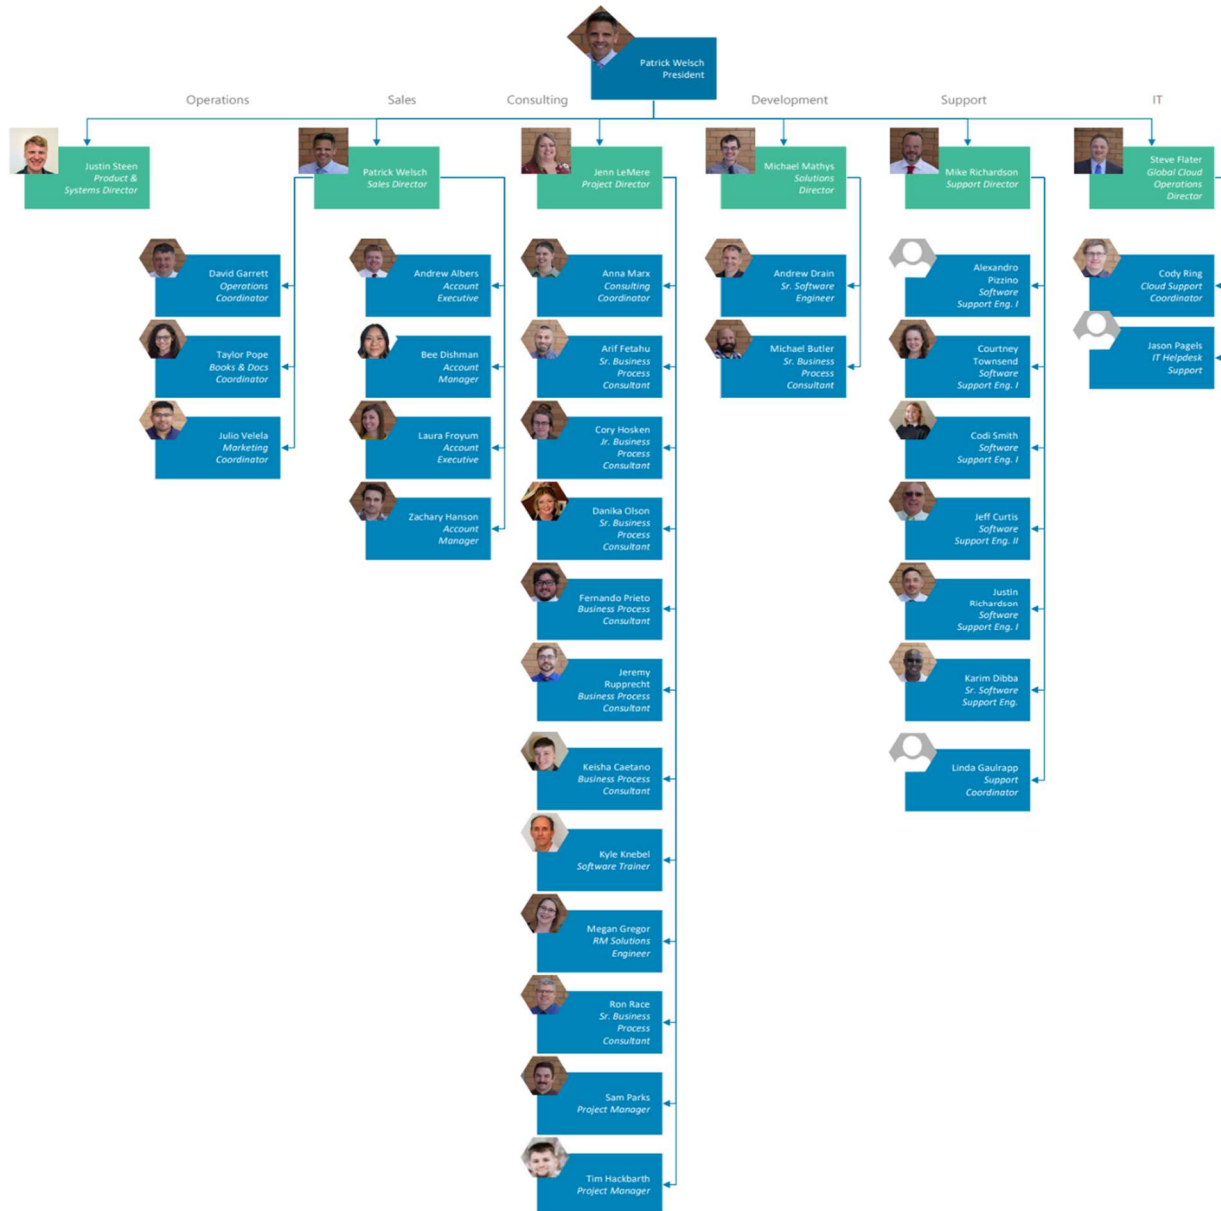 Patrick Welsch
President
Operations
Sales
Consulting
Development
Support
IT
Justin Steen
Product &
Systems Director
Patrick Welsch
Sales Director
Jenn LeMere
Project Director
Michael Mathys
Solutions
Director
Mike Richardson
Support Director
Steve Flater
Global Cloud
Operations
Director
David Garrett
Operations
Coordinator
Taylor Pope
Books & Docs
Coordinator
Julio Velela
Marketing
Coordinator
Andrew Albers
Account
Executive
Bee Dishman
Account
Manager
Laura Froyum
Account
Executive
Zachary Hanson
Account
Manager
Anna Marx
Consulting
Coordinator
Arif Fetahu
Sr. Business
Process
Consultant
Cory Hosken
Jr. Business
Process
Consultant
Danika Olson
Sr. Business
Process
Consultant
Fernando Prieto
Business Process
Consultant
Jeremy
Rupprecht
Business Process
Consultant
Keisha Caetano
Business Process
Consultant
Kyle Knebel
Software Trainer
Megan Gregor
RM Solutions
Engineer
Ron Race
Sr. Business
Process
Consultant
Sam Parks
Project Manager
Tim Hackbarth
Project Manager
Andrew Drain
Sr. Software
Engineer
Michael Butler
Sr. Business
Process
Consultant
Alexandro
Pizzino
Software
Support Eng. I
Courtney
Townsend
Software
Support Eng. I
Codi Smith
Software
Support Eng. I
Jeff Curtis
Software
Support Eng. II
Justin
Richardson
Software
Support Eng. I
Karim Dibba
Sr. Software
Support Eng.
Linda Gaulrapp
Support
Coordinator
Cody Ring
Cloud Support
Coordinator
Jason Pagels
IT Helpdesk
Support